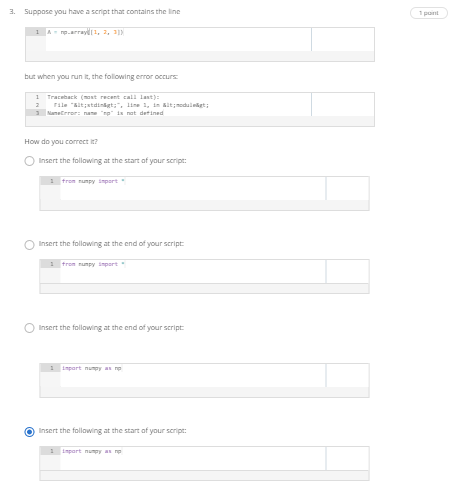 3. Suppose you have a script that contains the line
1 point
1 A = np.array([1, 2, 3])
but when you run it, the following error occurs:
1 Traceback (most recent call last):
2 File "&lt;stdin&gt;", line 1, in &lt;module&gt;
3 NameError: name 'np' is not defined
How do you correct it?
Insert the following at the start of your script:
1 from numpy import *
Insert the following at the end of your script:
1 from numpy import *
Insert the following at the end of your script:
1 import numpy as np
Insert the following at the start of your script:
1 import numpy as np